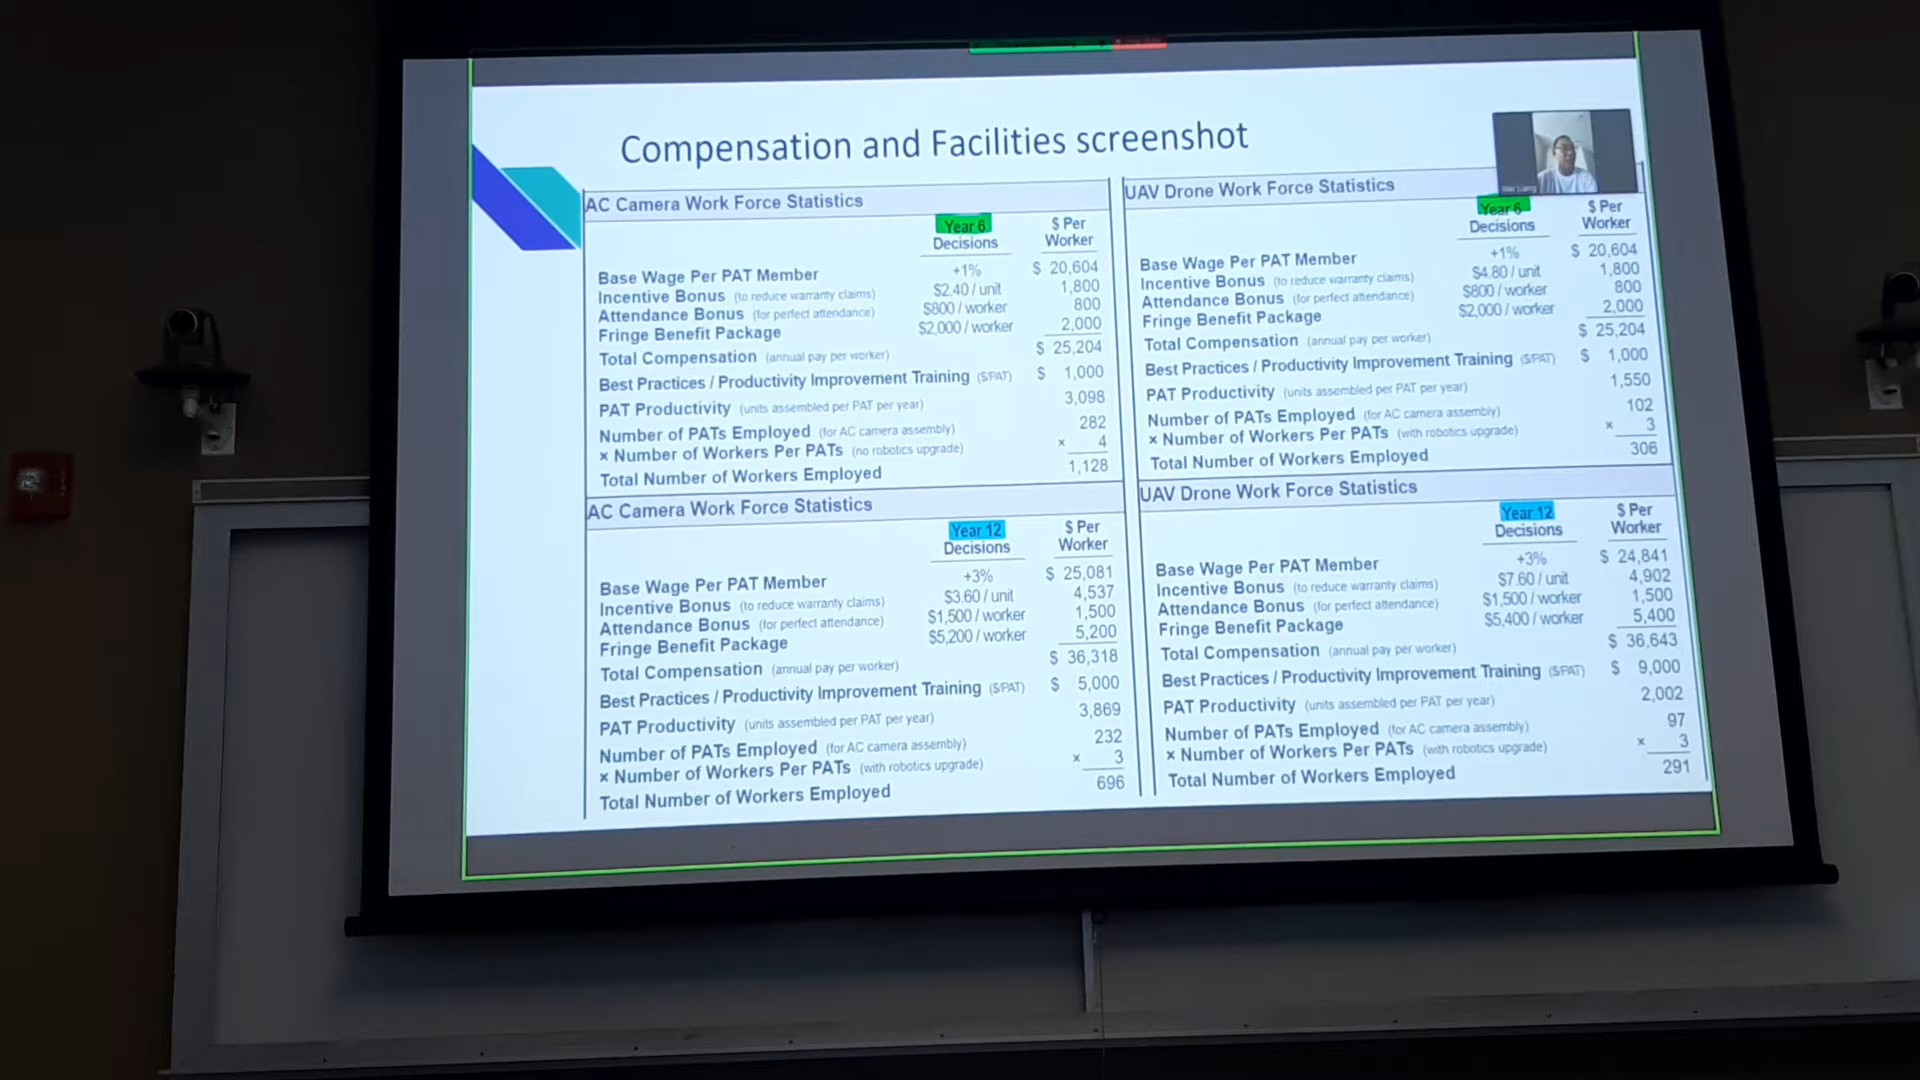 Compensation and Facilities screenshot
AC Camera Work Force Statistics
Year 6 Decisions $ Per Worker
Base Wage Per PAT Member +1% $ 20,604
Incentive Bonus (to reduce warranty claims) $2.40 / unit 1,800
Attendance Bonus (for perfect attendance) $800 / worker 800
Fringe Benefit Package $2,000 / worker 2,000
Total Compensation (annual pay per worker) $ 25,204
Best Practices / Productivity Improvement Training ($/PAT) $ 1,000
PAT Productivity (units assembled per PAT per year) 3,098
Number of PATs Employed (for AC camera assembly) 282
× Number of Workers Per PATs (no robotics upgrade) × 4
Total Number of Workers Employed 1,128
UAV Drone Work Force Statistics
Year 6 Decisions $ Per Worker
Base Wage Per PAT Member +1% $ 20,604
Incentive Bonus (to reduce warranty claims) $4.80 / unit 1,800
Attendance Bonus (for perfect attendance) $800 / worker 800
Fringe Benefit Package $2,000 / worker 2,000
Total Compensation (annual pay per worker) $ 25,204
Best Practices / Productivity Improvement Training ($/PAT) $ 1,000
PAT Productivity (units assembled per PAT per year) 1,550
Number of PATs Employed (for AC camera assembly) 102
× Number of Workers Per PATs (with robotics upgrade) × 3
Total Number of Workers Employed 306
AC Camera Work Force Statistics
Year 12 Decisions $ Per Worker
Base Wage Per PAT Member +3% $ 25,081
Incentive Bonus (to reduce warranty claims) $3.60 / unit 4,537
Attendance Bonus (for perfect attendance) $1,500 / worker 1,500
Fringe Benefit Package $5,200 / worker 5,200
Total Compensation (annual pay per worker) $ 36,318
Best Practices / Productivity Improvement Training ($/PAT) $ 5,000
PAT Productivity (units assembled per PAT per year) 3,869
Number of PATs Employed (for AC camera assembly) 232
× Number of Workers Per PATs (with robotics upgrade) × 3
Total Number of Workers Employed 696
UAV Drone Work Force Statistics
Year 12 Decisions $ Per Worker
Base Wage Per PAT Member +3% $ 24,841
Incentive Bonus (to reduce warranty claims) $7.60 / unit 4,902
Attendance Bonus (for perfect attendance) $1,500 / worker 1,500
Fringe Benefit Package $5,400 / worker 5,400
Total Compensation (annual pay per worker) $ 36,643
Best Practices / Productivity Improvement Training ($/PAT) $ 9,000
PAT Productivity (units assembled per PAT per year) 2,002
Number of PATs Employed (for AC camera assembly) 97
× Number of Workers Per PATs (with robotics upgrade) × 3
Total Number of Workers Employed 291